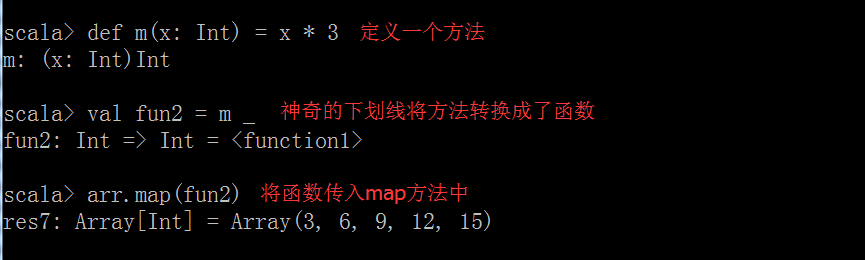 scala> def m(x: Int) = x * 3 定义一个方法
m: (x: Int)Int
scala> val fun2 = m _ 神奇的下划线将方法转换成了函数
fun2: Int => Int = <function1>
scala> arr.map(fun2) 将函数传入map方法中
res7: Array[Int] = Array(3, 6, 9, 12, 15)